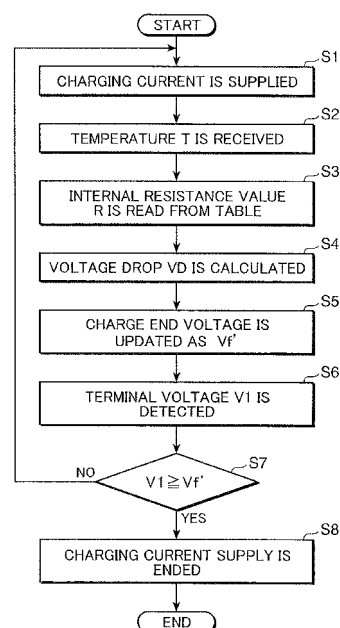 START
S1
CHARGING CURRENT IS SUPPLIED
S2
TEMPERATURE T IS RECEIVED
S3
INTERNAL RESISTANCE VALUE
R IS READ FROM TABLE
S4
VOLTAGE DROP VD IS CALCULATED
S5
CHARGE END VOLTAGE IS
UPDATED AS Vf'
S6
TERMINAL VOLTAGE V1 IS
DETECTED
S7
NO
V1≧Vf'
YES
S8
CHARGING CURRENT SUPPLY IS
ENDED
END